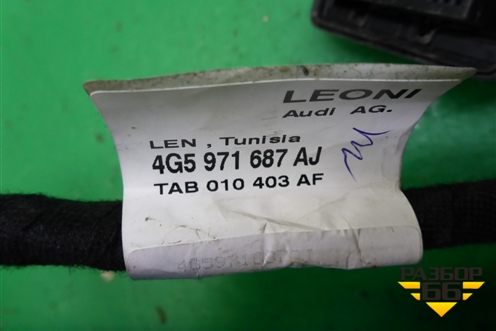 LEONI
Audi AG.
LEN , Tunisia
4G5 971 687 AJ
TAB 010 403 AF
РАЗБОР
66